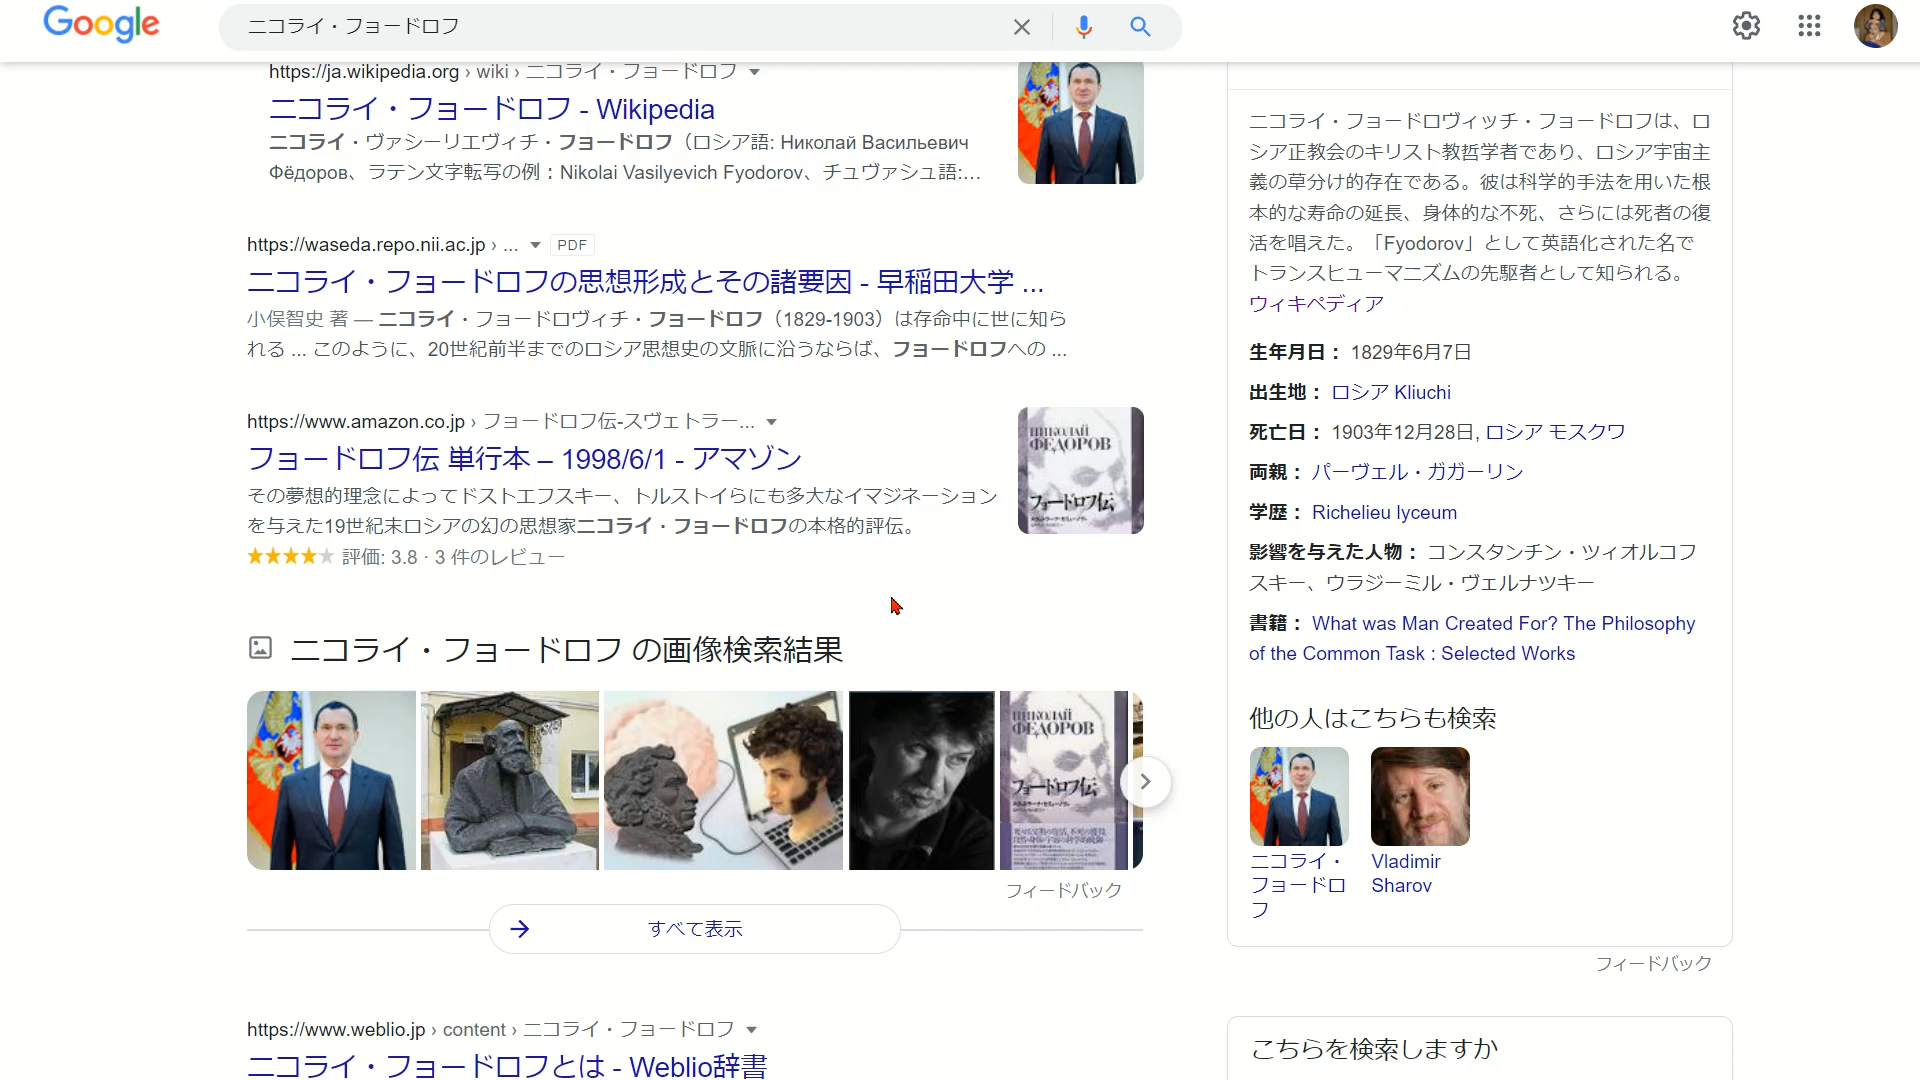 Google
ニコライ・フョードロフ
https://ja.wikipedia.org › wiki › ニコライ・フョードロフ
ニコライ・フョードロフ - Wikipedia
ニコライ・ヴァシーリエヴィチ・フョードロフ（ロシア語: Николай Васильевич
Фёдоров、ラテン文字転写の例：Nikolai Vasilyevich Fyodorov、チュヴァシュ語:...
https://waseda.repo.nii.ac.jp › ... PDF
ニコライ・フョードロフの思想形成とその諸要因 - 早稲田大学 ...
小俣智史 著 — ニコライ・フョードロヴィチ・フョードロフ（1829-1903）は存命中に世に知ら
れる ... このように、20世紀前半までのロシア思想史の文脈に沿うならば、フョードロフへの ...
https://www.amazon.co.jp › フョードロフ伝-スヴェトラー...
フョードロフ伝 単行本 – 1998/6/1 - アマゾン
その夢想的理念によってドストエフスキー、トルストイらにも多大なイマジネーション
を与えた19世紀末ロシアの幻の思想家ニコライ・フョードロフの本格的評伝。
評価: 3.8 · 3 件のレビュー
НИКОЛАЙ
ФЕДОРОВ
フョードロフ伝
ニコライ・フョードロフ の画像検索結果
НИКОЛАЙ
ФЕДОРОВ
フョードロフ伝
フィードバック
すべて表示
https://www.weblio.jp › content › ニコライ・フョードロフ
ニコライ・フョードロフとは - Weblio辞書
ニコライ・フョードロヴィッチ・フョードロフは、ロ
シア正教会のキリスト教哲学者であり、ロシア宇宙主
義の草分け的存在である。彼は科学的手法を用いた根
本的な寿命の延長、身体的な不死、さらには死者の復
活を唱えた。「Fyodorov」として英語化された名で
トランスヒューマニズムの先駆者として知られる。
ウィキペディア
生年月日： 1829年6月7日
出生地： ロシア Kliuchi
死亡日： 1903年12月28日, ロシア モスクワ
両親： パーヴェル・ガガーリン
学歴： Richelieu lyceum
影響を与えた人物： コンスタンチン・ツィオルコフ
スキー、ウラジーミル・ヴェルナツキー
書籍： What was Man Created For? The Philosophy
of the Common Task : Selected Works
他の人はこちらも検索
ニコライ・
フョードロ
フ
Vladimir
Sharov
フィードバック
こちらを検索しますか